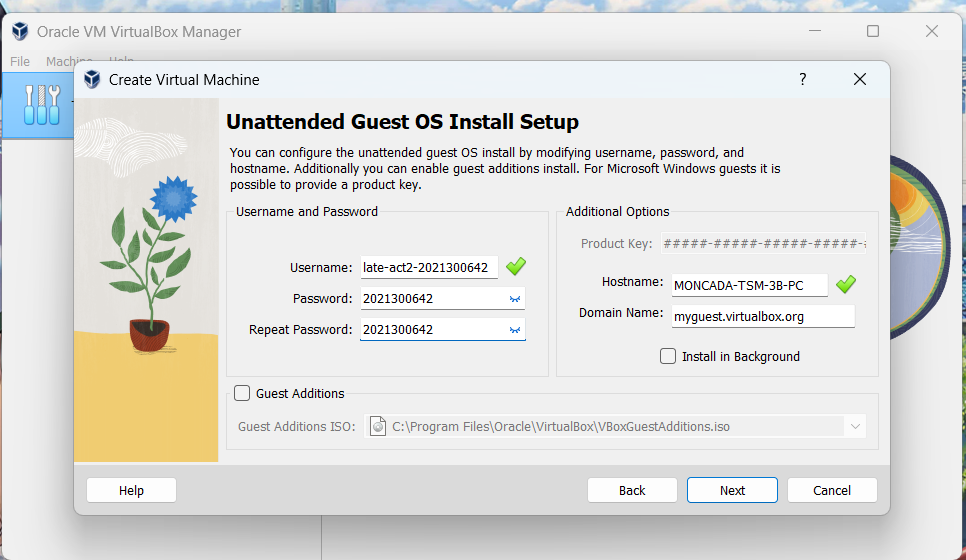 Oracle VM VirtualBox Manager
File Machine Help
Create Virtual Machine
?
Unattended Guest OS Install Setup
You can configure the unattended guest OS install by modifying username, password, and
hostname. Additionally you can enable guest additions install. For Microsoft Windows guests it is
possible to provide a product key.
Username and Password
Username: late-act2-2021300642
Password: 2021300642
Repeat Password: 2021300642
Additional Options
Product Key: #####-#####-#####-#####-#
Hostname: MONCADA-TSM-3B-PC
Domain Name: myguest.virtualbox.org
Install in Background
Guest Additions
Guest Additions ISO: C:\Program Files\Oracle\VirtualBox\VBoxGuestAdditions.iso
Help
Back
Next
Cancel